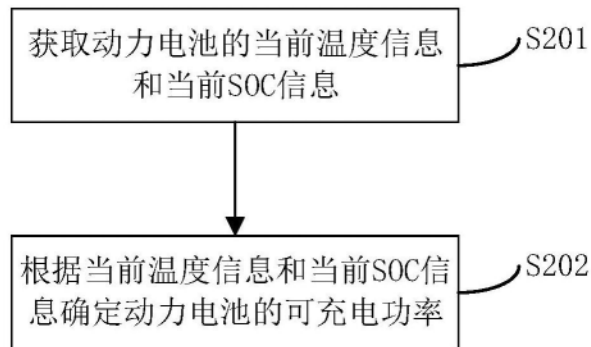 获取动力电池的当前温度信息
和当前SOC信息
S201
根据当前温度信息和当前SOC信
息确定动力电池的可充电功率
S202